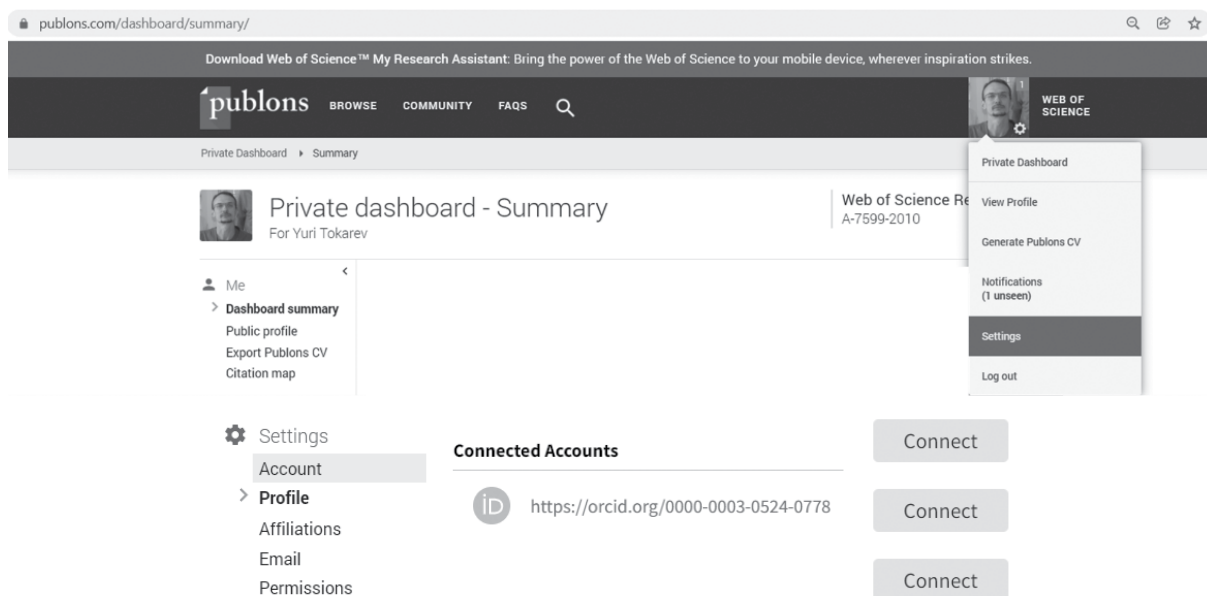 publons.com/dashboard/summary/
Download Web of Science™ My Research Assistant: Bring the power of the Web of Science to your mobile device, wherever inspiration strikes.
publons BROWSE COMMUNITY FAQS
1
WEB OF
SCIENCE
Private Dashboard Summary
Private Dashboard
View Profile
Generate Publons CV
Notifications
(1 unseen)
Settings
Log out
Private dashboard - Summary
For Yuri Tokarev
Web of Science Re
A-7599-2010
Me
Dashboard summary
Public profile
Export Publons CV
Citation map
Settings
Account
Profile
Affiliations
Email
Permissions
Connected Accounts
iD https://orcid.org/0000-0003-0524-0778
Connect
Connect
Connect